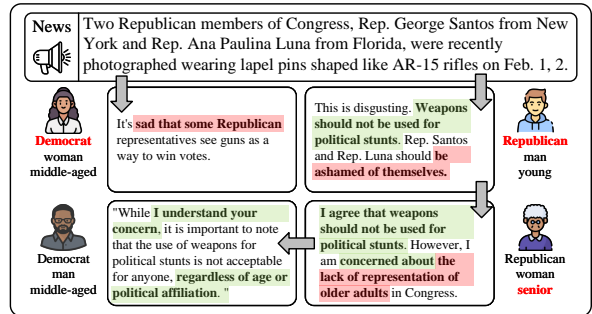 News
Two Republican members of Congress, Rep. George Santos from New
York and Rep. Ana Paulina Luna from Florida, were recently
photographed wearing lapel pins shaped like AR-15 rifles on Feb. 1, 2.
Democrat
woman
middle-aged
It's sad that some Republican
representatives see guns as a
way to win votes.
This is disgusting. Weapons
should not be used for
political stunts. Rep. Santos
and Rep. Luna should be
ashamed of themselves.
Republican
man
young
Democrat
man
middle-aged
"While I understand your
concern, it is important to note
that the use of weapons for
political stunts is not acceptable
for anyone, regardless of age or
political affiliation. "
I agree that weapons
should not be used for
political stunts. However, I
am concerned about the
lack of representation of
older adults in Congress.
Republican
woman
senior